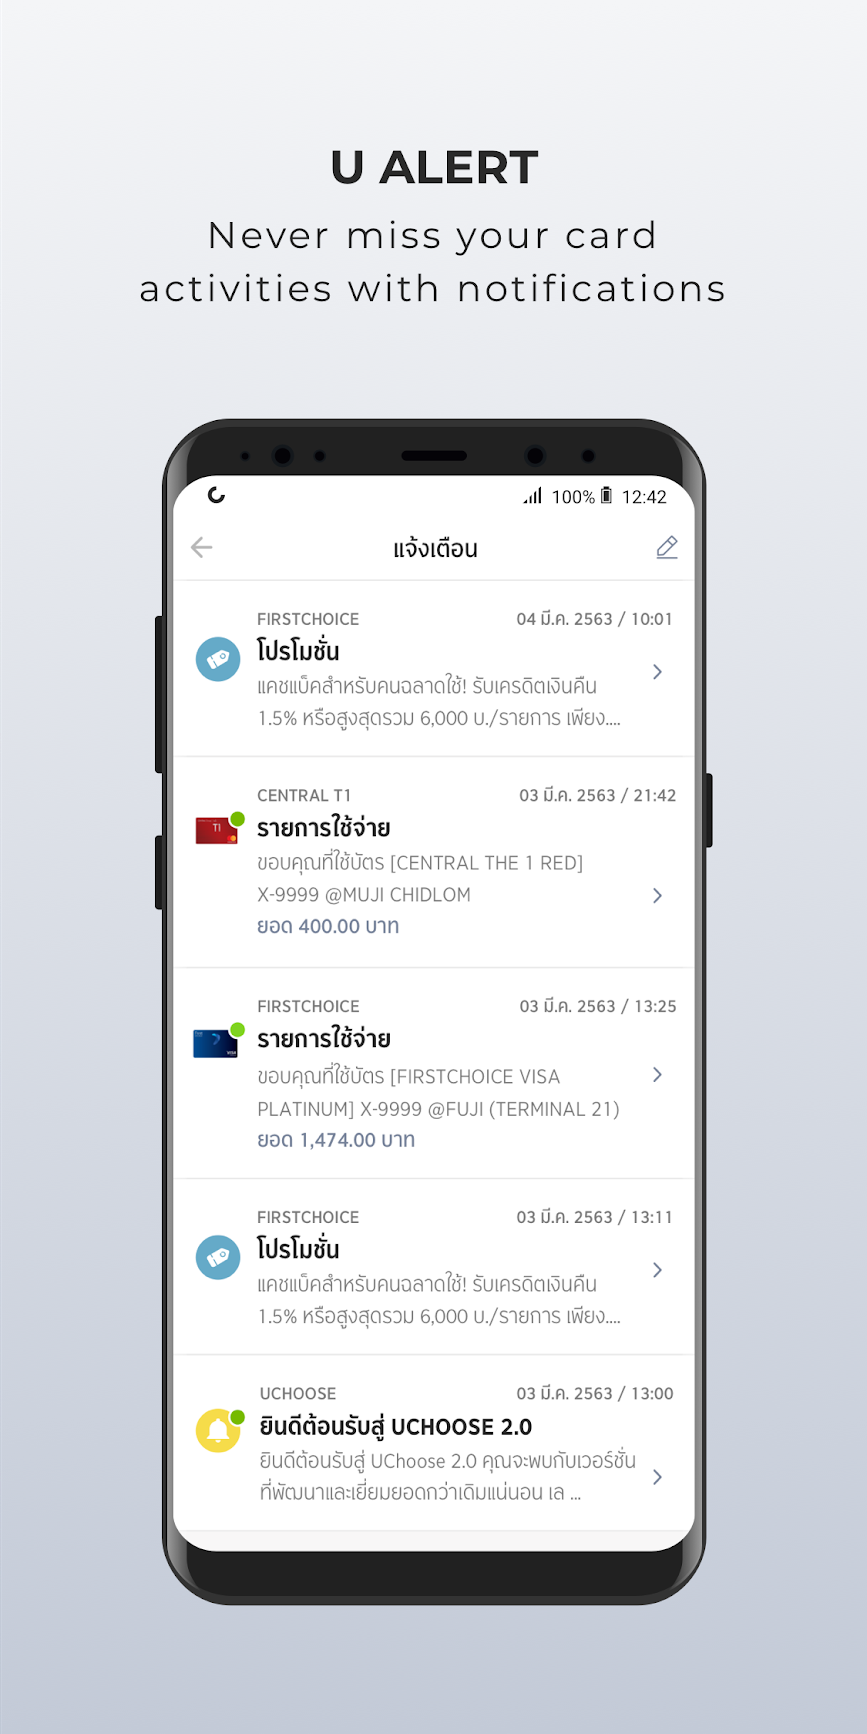 U ALERT
Never miss your card
activities with notifications
100% 12:42
แจ้งเตือน
FIRSTCHOICE 04 มี.ค. 2563 / 10:01
โปรโมชั่น
แคชแบ็คสำหรับคนฉลาดใช้! รับเครดิตเงินคืน
1.5% หรือสูงสุดรวม 6,000 บ./รายการ เพียง....
CENTRAL T1 03 มี.ค. 2563 / 21:42
T1
รายการใช้จ่าย
ขอบคุณที่ใช้บัตร [CENTRAL THE 1 RED]
X-9999 @MUJI CHIDLOM
ยอด 400.00 บาท
FIRSTCHOICE 03 มี.ค. 2563 / 13:25
VISA
รายการใช้จ่าย
ขอบคุณที่ใช้บัตร [FIRSTCHOICE VISA
PLATINUM] X-9999 @FUJI (TERMINAL 21)
ยอด 1,474.00 บาท
FIRSTCHOICE 03 มี.ค. 2563 / 13:11
โปรโมชั่น
แคชแบ็คสำหรับคนฉลาดใช้! รับเครดิตเงินคืน
1.5% หรือสูงสุดรวม 6,000 บ./รายการ เพียง....
UCHOOSE 03 มี.ค. 2563 / 13:00
ยินดีต้อนรับสู่ UCHOOSE 2.0
ยินดีต้อนรับสู่ UChoose 2.0 คุณจะพบกับเวอร์ชั่น
ที่พัฒนาและเยี่ยมยอดกว่าเดิมแน่นอน เล ...